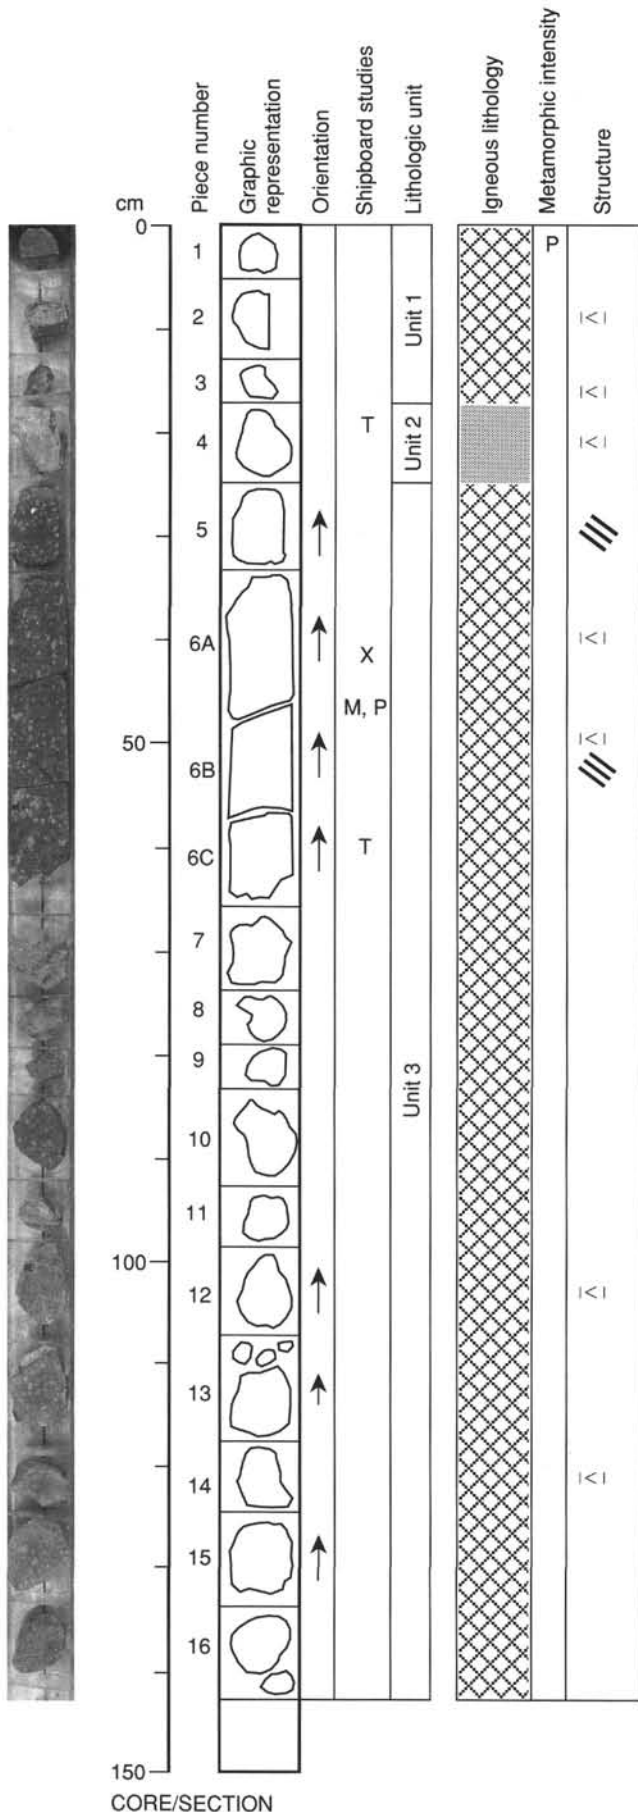 cm
Piece number
Graphic
representation
Orientation
Shipboard studies
Lithologic unit
Igneous lithology
Metamorphic intensity
Structure
0
1
P
2
Unit 1
3
T
4
Unit 2
5
6A
X
M, P
50
6B
6C
T
7
8
9
Unit 3
10
11
100
12
13
14
15
16
150
CORE/SECTION